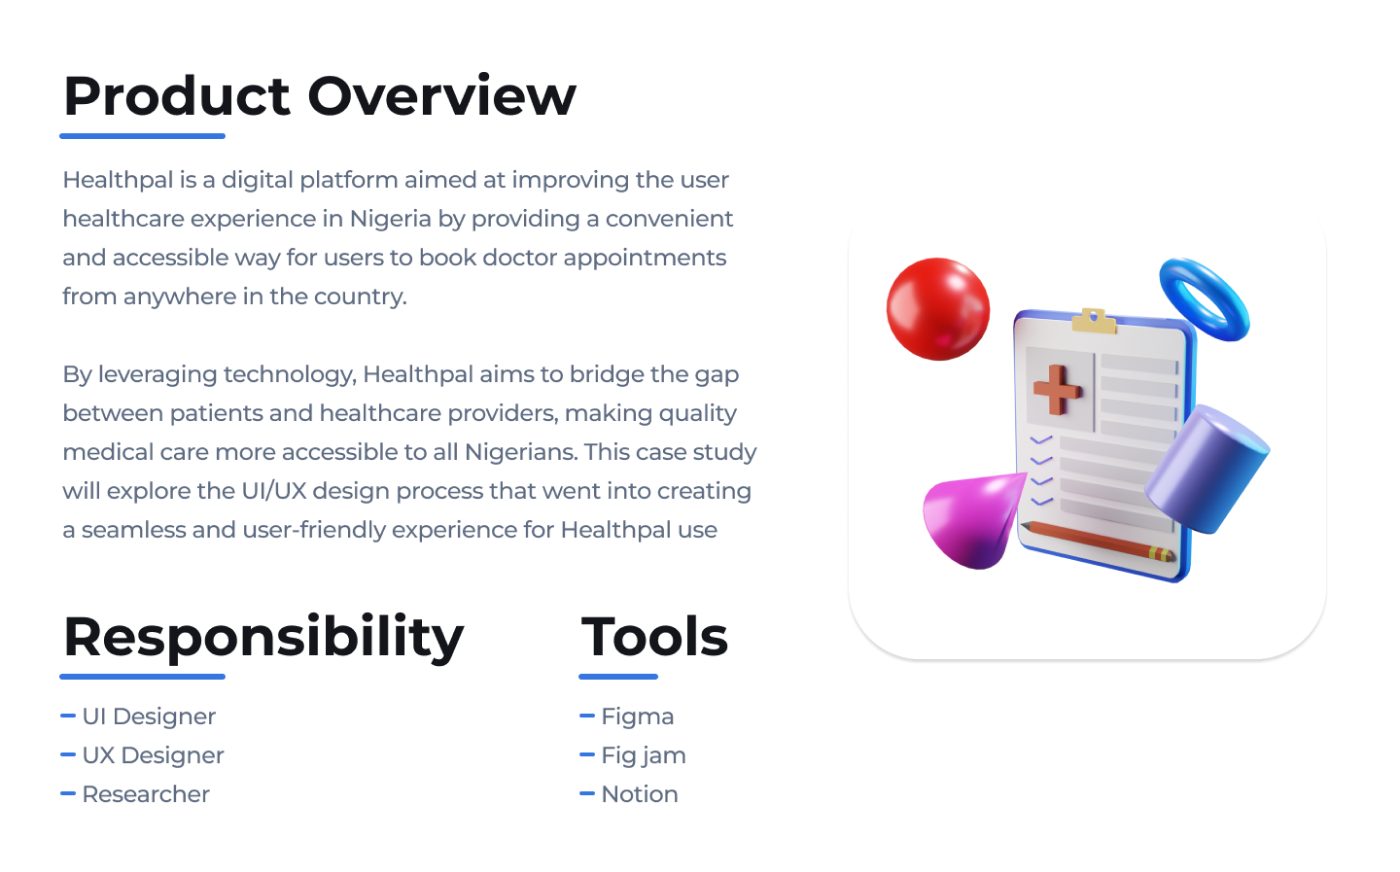 Product Overview
Healthpal is a digital platform aimed at improving the user
healthcare experience in Nigeria by providing a convenient
and accessible way for users to book doctor appointments
from anywhere in the country.
By leveraging technology, Healthpal aims to bridge the gap
between patients and healthcare providers, making quality
medical care more accessible to all Nigerians. This case study
will explore the UI/UX design process that went into creating
a seamless and user-friendly experience for Healthpal use
Responsibility
– UI Designer
– UX Designer
– Researcher
Tools
– Figma
– Fig jam
– Notion